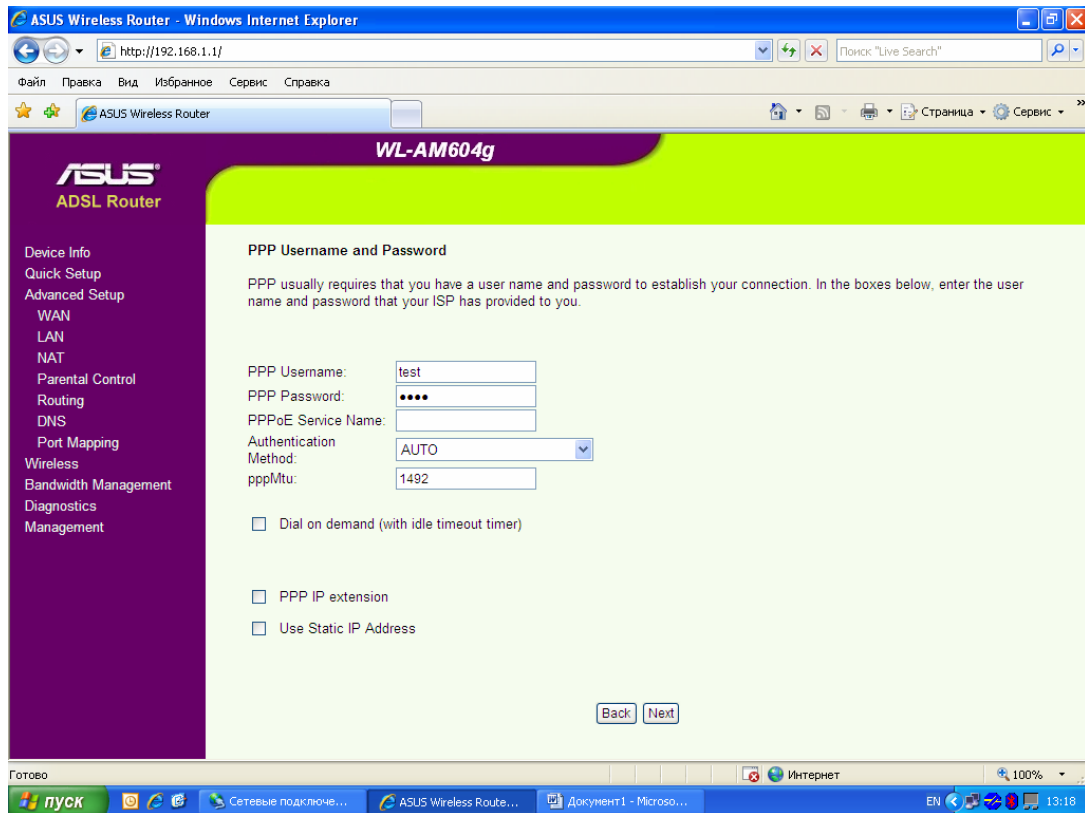 ASUS Wireless Router - Windows Internet Explorer
http://192.168.1.1/
Поиск "Live Search"
Файл Правка Вид Избранное Сервис Справка
ASUS Wireless Router
Страница
Сервис
»
WL-AM604g
ASUS
ADSL Router
Device Info
Quick Setup
Advanced Setup
WAN
LAN
NAT
Parental Control
Routing
DNS
Port Mapping
Wireless
Bandwidth Management
Diagnostics
Management
PPP Username and Password
PPP usually requires that you have a user name and password to establish your connection. In the boxes below, enter the user
name and password that your ISP has provided to you.
PPP Username: test
PPP Password: ••••
PPPoE Service Name:
Authentication
Method: AUTO
pppMtu: 1492
Dial on demand (with idle timeout timer)
PPP IP extension
Use Static IP Address
Back Next
Готово
Интернет
100%
пуск
Сетевые подключе...
ASUS Wireless Route...
Документ1 - Microso...
EN
13:18